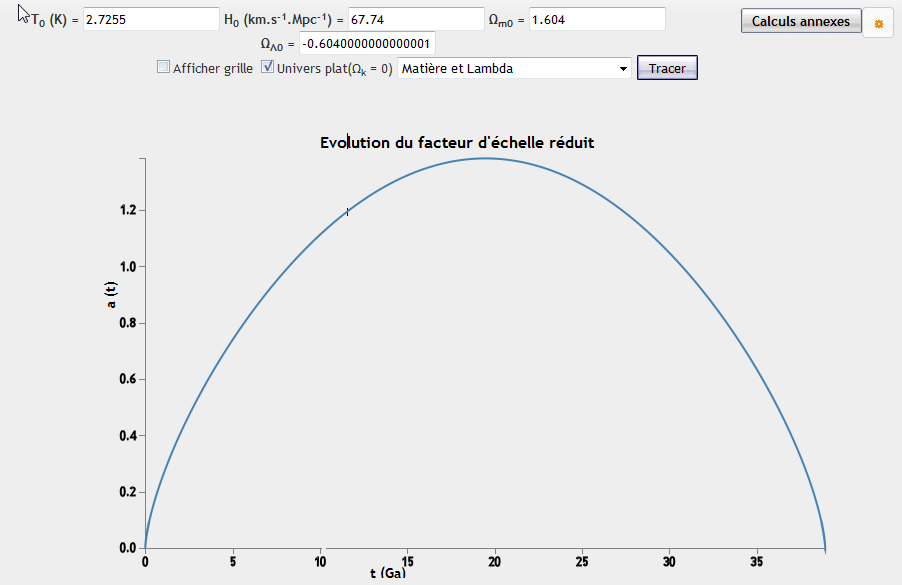 T₀ (K) = 2.7255 H₀ (km.s⁻¹.Mpc⁻¹) = 67.74 Ωm0 = 1.604 Calculs annexes
ΩΛ0 = -0.6040000000000001
Afficher grille Univers plat(Ωk = 0) Matière et Lambda Tracer
Evolution du facteur d'échelle réduit
1.2
1.0
a (t)
0.8
0.6
0.4
0.2
0.0
0 5 10 15 20 25 30 35
t (Ga)